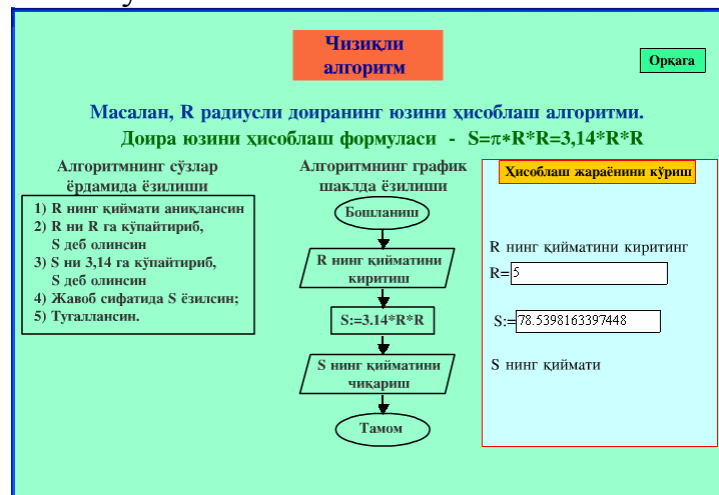 Чизиқли
алгоритм
Орқага
Масалан, R радиусли доиранинг юзини ҳисоблаш алгоритми.
Доира юзини ҳисоблаш формуласи - S=π*R*R=3,14*R*R
Алгоритмнинг сўзлар
ёрдамида ёзилиши
1) R нинг қиймати аниқлансин
2) R ни R га кўпайтириб,
S деб олинсин
3) S ни 3,14 га кўпайтириб,
S деб олинсин
4) Жавоб сифатида S ёзилсин;
5) Тугаллансин.
Алгоритмнинг график
шаклда ёзилиши
Бошланиш
R нинг қийматини
киритиш
S:=3.14*R*R
S нинг қийматини
чиқариш
Тамом
Ҳисоблаш жараёнини кўриш
R нинг қийматини киритинг
R=5
S:=78.5398163397448
S нинг қиймати